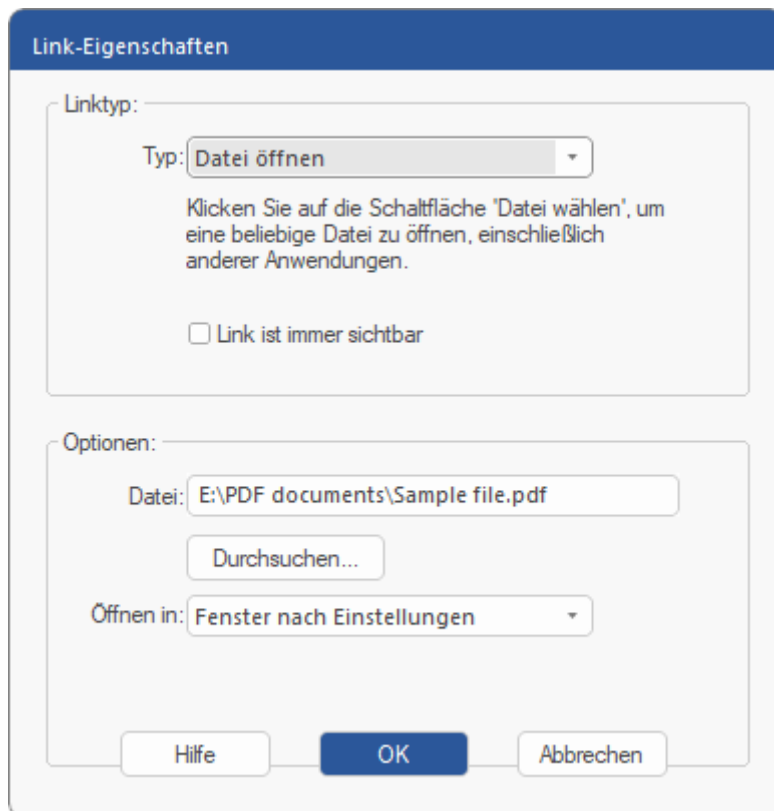 Link-Eigenschaften
Linktyp:
Typ: Datei öffnen
Klicken Sie auf die Schaltfläche "Datei wählen", um
eine beliebige Datei zu öffnen, einschließlich
anderer Anwendungen.
Link ist immer sichtbar
Optionen:
Datei: E:\PDF documents\Sample file.pdf
Durchsuchen...
Öffnen in: Fenster nach Einstellungen
Hilfe OK Abbrechen